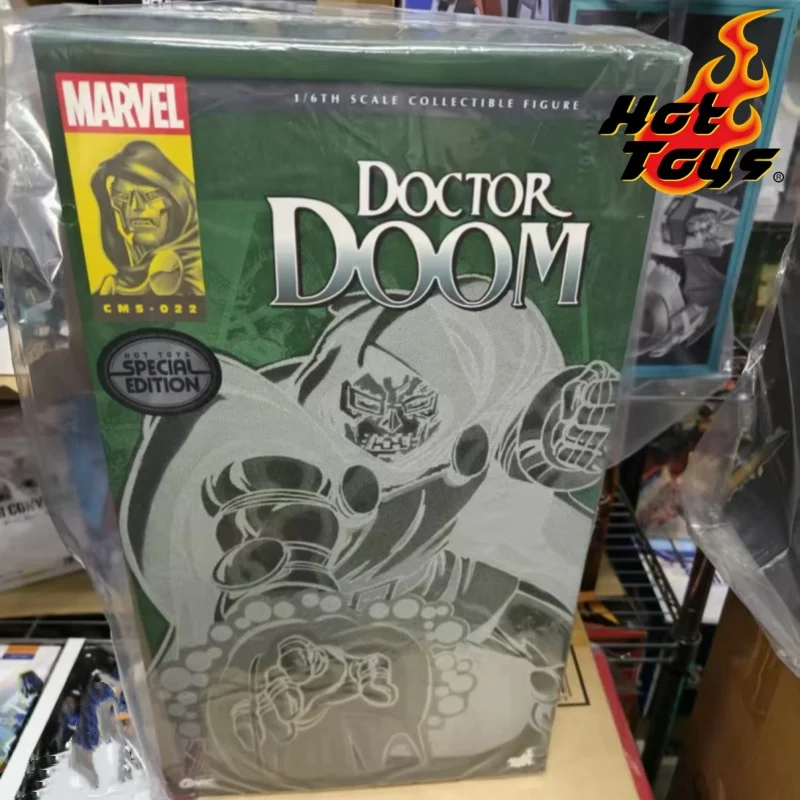 MARVEL
1/6TH SCALE COLLECTIBLE FIGURE
DOCTOR
DOOM
CMS-022
HOT TOYS
SPECIAL
EDITION
Hot
Toys®